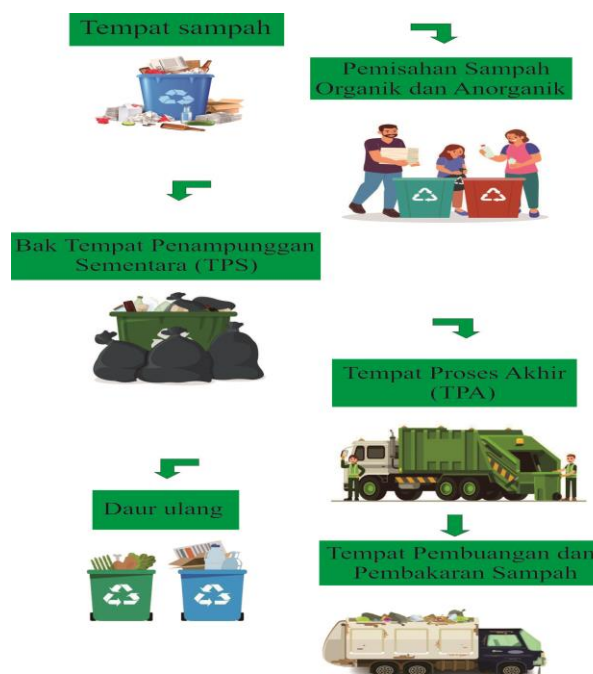 Tempat sampah
Pemisahan Sampah
Organik dan Anorganik
Bak Tempat Penampunggan
Sementara (TPS)
Tempat Proses Akhir
(TPA)
Daur ulang
Tempat Pembuangan dan
Pembakaran Sampah